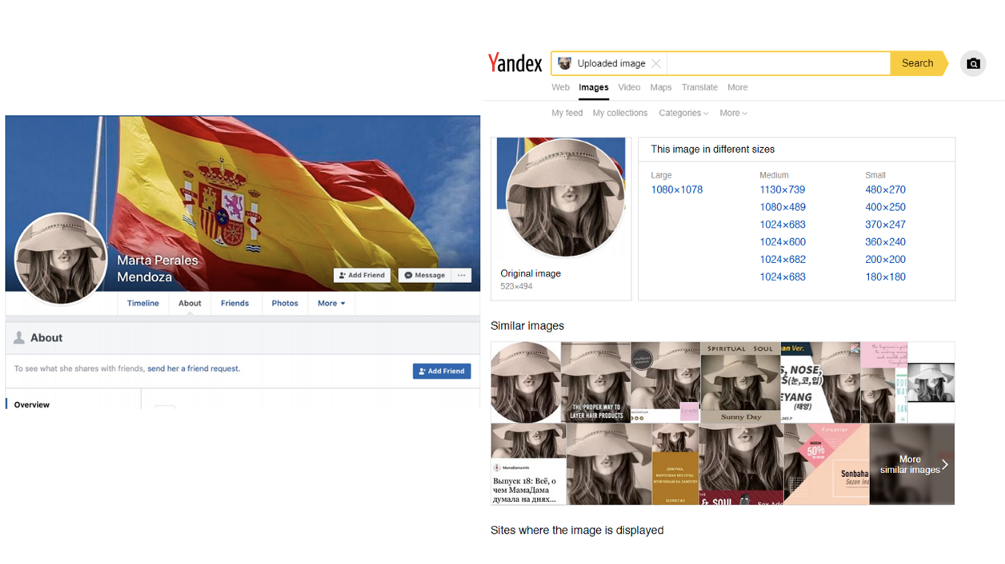 Marta Perales
Mendoza
Add Friend
Message
Timeline
About
Friends
Photos
More
About
To see what she shares with friends, send her a friend request.
Add Friend
Overview
Yandex
Uploaded image
Search
Web Images Video Maps Translate More
My feed My collections Categories More
This image in different sizes
Large Medium Small
1080×1078 1130×739 480×270
1080×489 400×250
1024×683 370×247
1024×600 360×240
1024×682 200×200
1024×683 180×180
Original image
523×494
Similar images
THE PROPER WAY TO
LAYER HAIR PRODUCTS
SPIRITUAL SOUL
Sunny Day
an Ver.
, NOSE,
S(눈,코,입)
EYANG
(태양)
Выпуск 18: Всё, о
чем МамаДама
думала на днях...
THE
& SOUL
50%
Sonbaha
Sezon in
More
similar images
Sites where the image is displayed